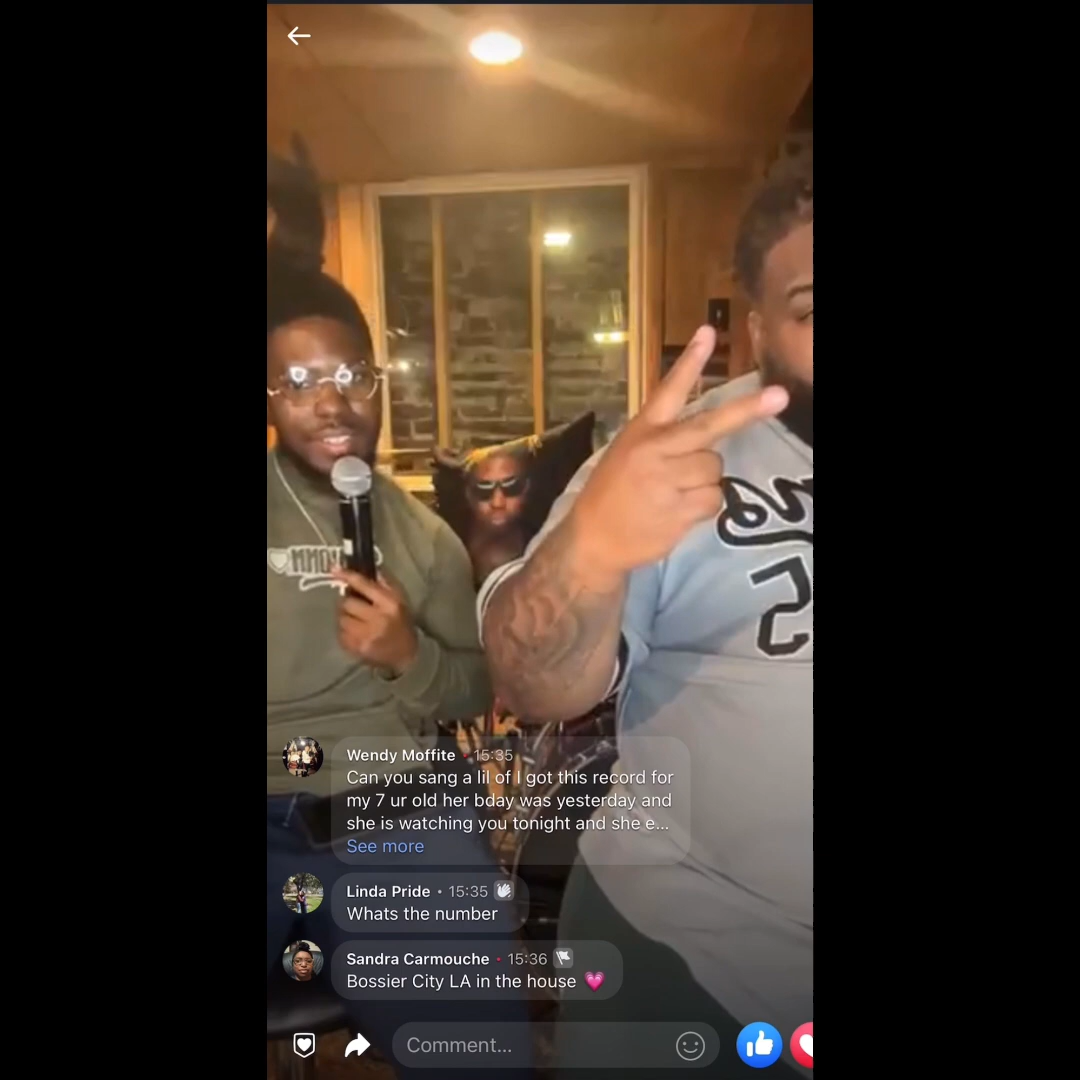 Wendy Moffite • 15:35
Can you sang a lil of I got this record for
my 7 ur old her bday was yesterday and
she is watching you tonight and she e...
See more
Linda Pride • 15:35
Whats the number
Sandra Carmouche • 15:36
Bossier City LA in the house 💗
Comment...